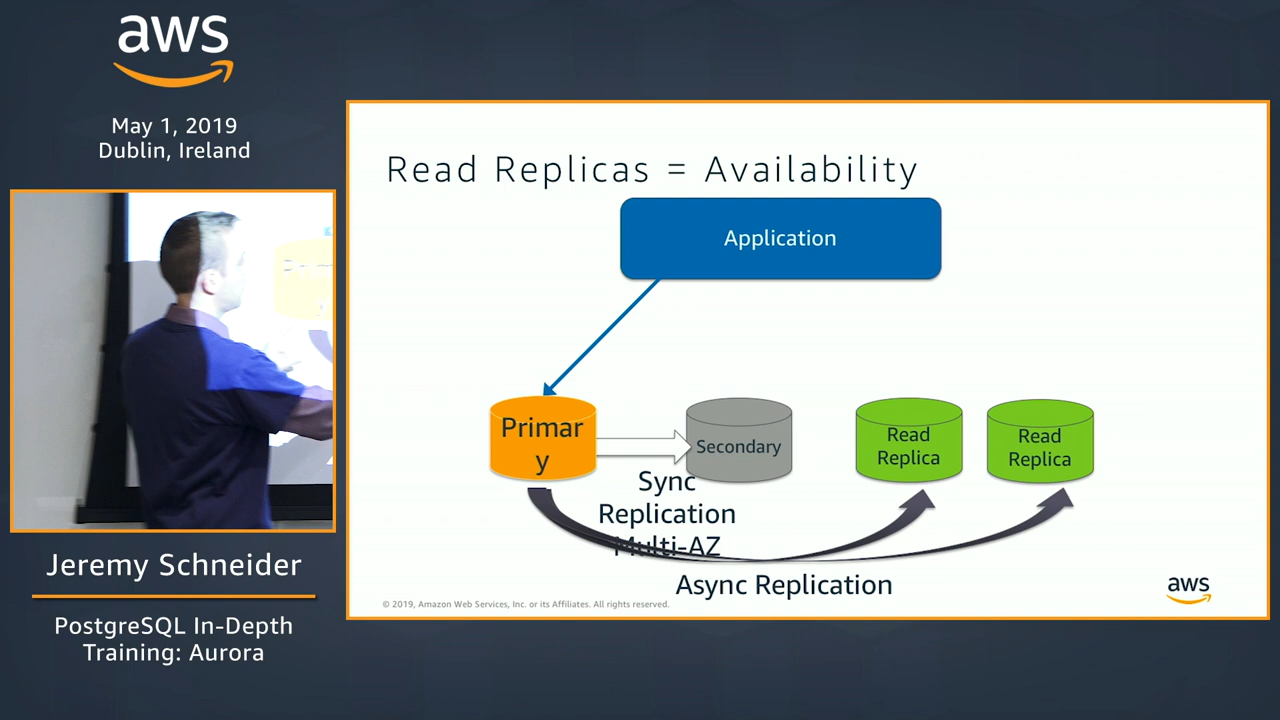 aws
May 1, 2019
Dublin, Ireland
Jeremy Schneider
PostgreSQL In-Depth
Training: Aurora
Read Replicas = Availability
Application
Primar
y
Secondary
Read
Replica
Read
Replica
Sync
Replication
Multi-AZ
Async Replication
© 2019, Amazon Web Services, Inc. or its Affiliates. All rights reserved.
aws